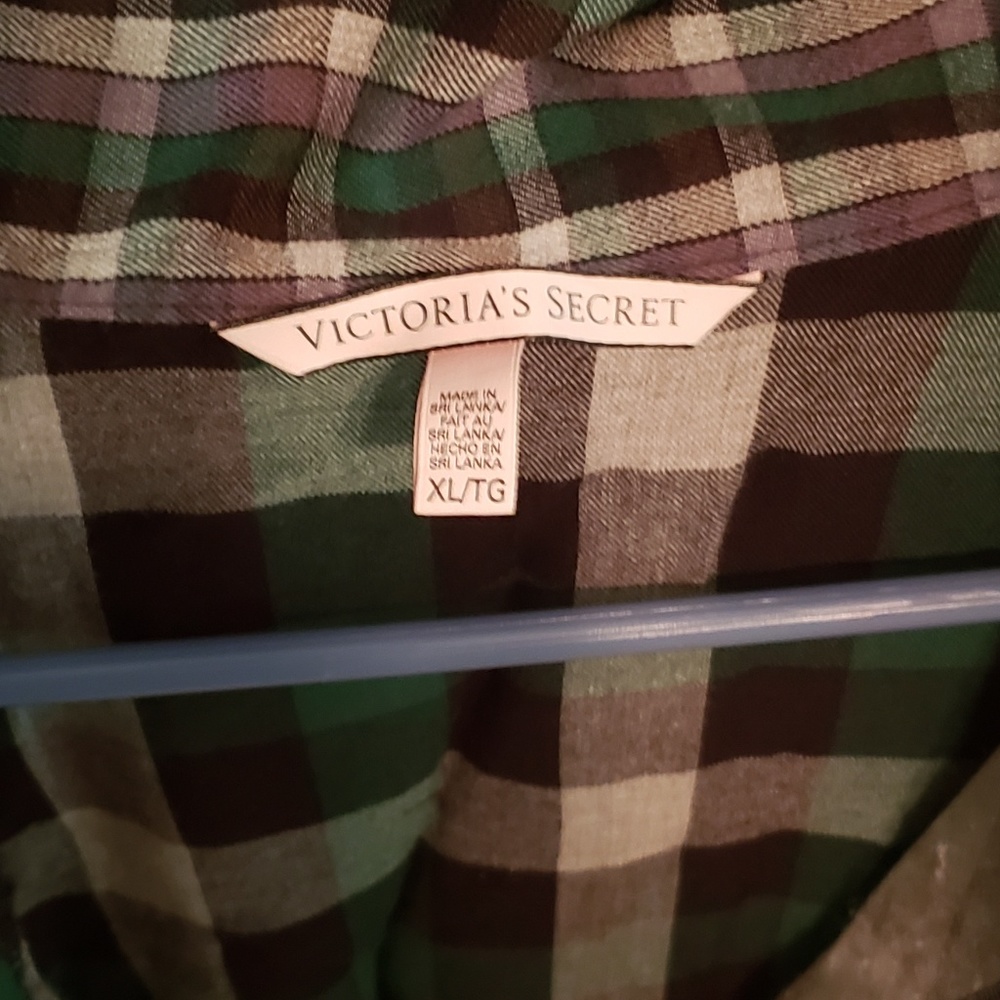 VICTORIA'S SECRET
MADE IN
SRI LANKA/
FAIT AU
SRI LANKA/
HECHO EN
SRI LANKA
XL/TG